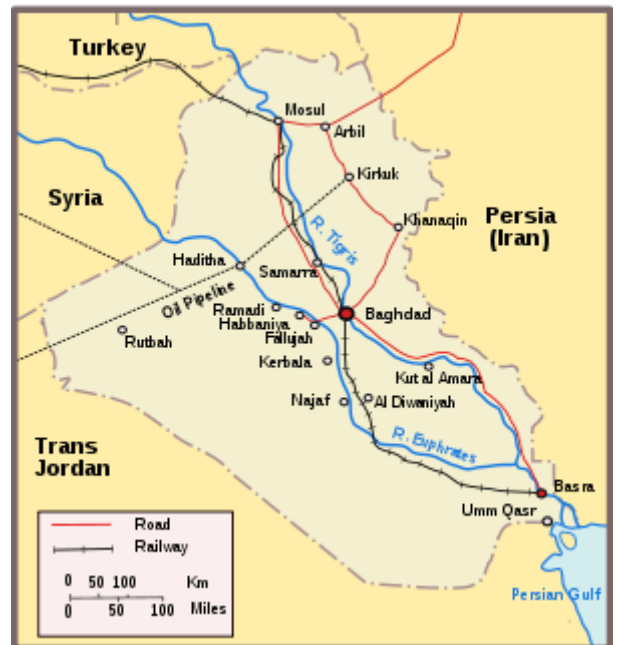 Turkey
Mosul
Arbil
Syria
Kirkuk
Khanaqin
Persia
(Iran)
R. Tigris
Haditha
Samarra
Oil Pipeline
Ramadi
Habbaniya
Fallujah
Baghdad
Rutbah
Kerbala
Kut al Amara
Najaf
Al Diwaniyah
R. Euphrates
Trans
Jordan
Basra
Umm Qasr
Persian Gulf
Road
Railway
0 50 100 Km
0 50 100 Miles